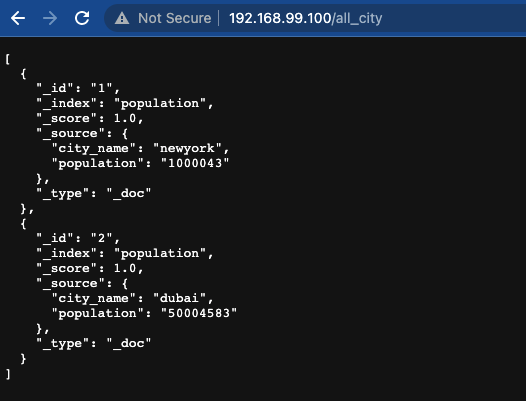 Not Secure | 192.168.99.100/all_city
[
  {
    "_id": "1",
    "_index": "population",
    "_score": 1.0,
    "_source": {
      "city_name": "newyork",
      "population": "1000043"
    },
    "_type": "_doc"
  },
  {
    "_id": "2",
    "_index": "population",
    "_score": 1.0,
    "_source": {
      "city_name": "dubai",
      "population": "50004583"
    },
    "_type": "_doc"
  }
]